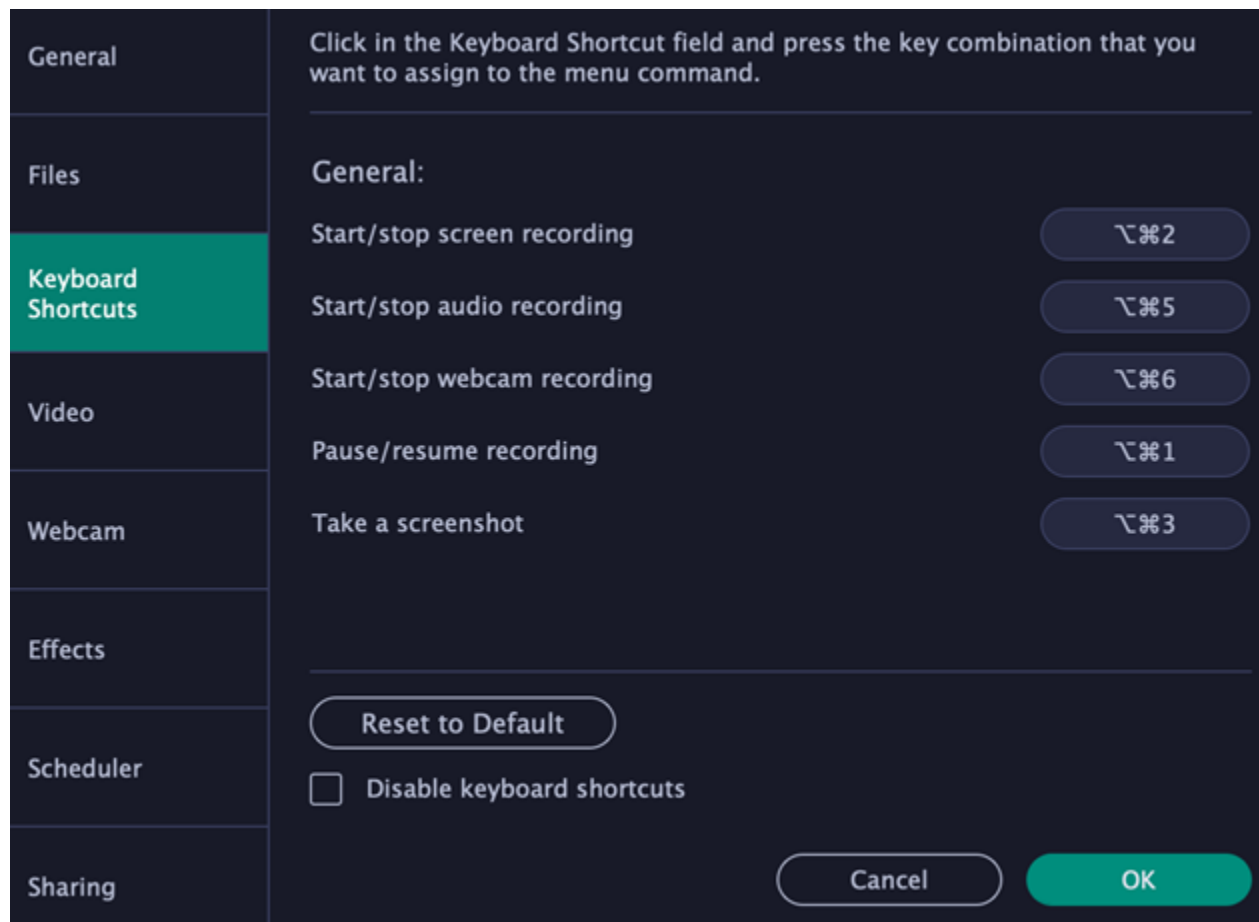 General
Files
Keyboard
Shortcuts
Video
Webcam
Effects
Scheduler
Sharing
Click in the Keyboard Shortcut field and press the key combination that you
want to assign to the menu command.
General:
Start/stop screen recording ⌥⌘2
Start/stop audio recording ⌥⌘5
Start/stop webcam recording ⌥⌘6
Pause/resume recording ⌥⌘1
Take a screenshot ⌥⌘3
Reset to Default
Disable keyboard shortcuts
Cancel OK